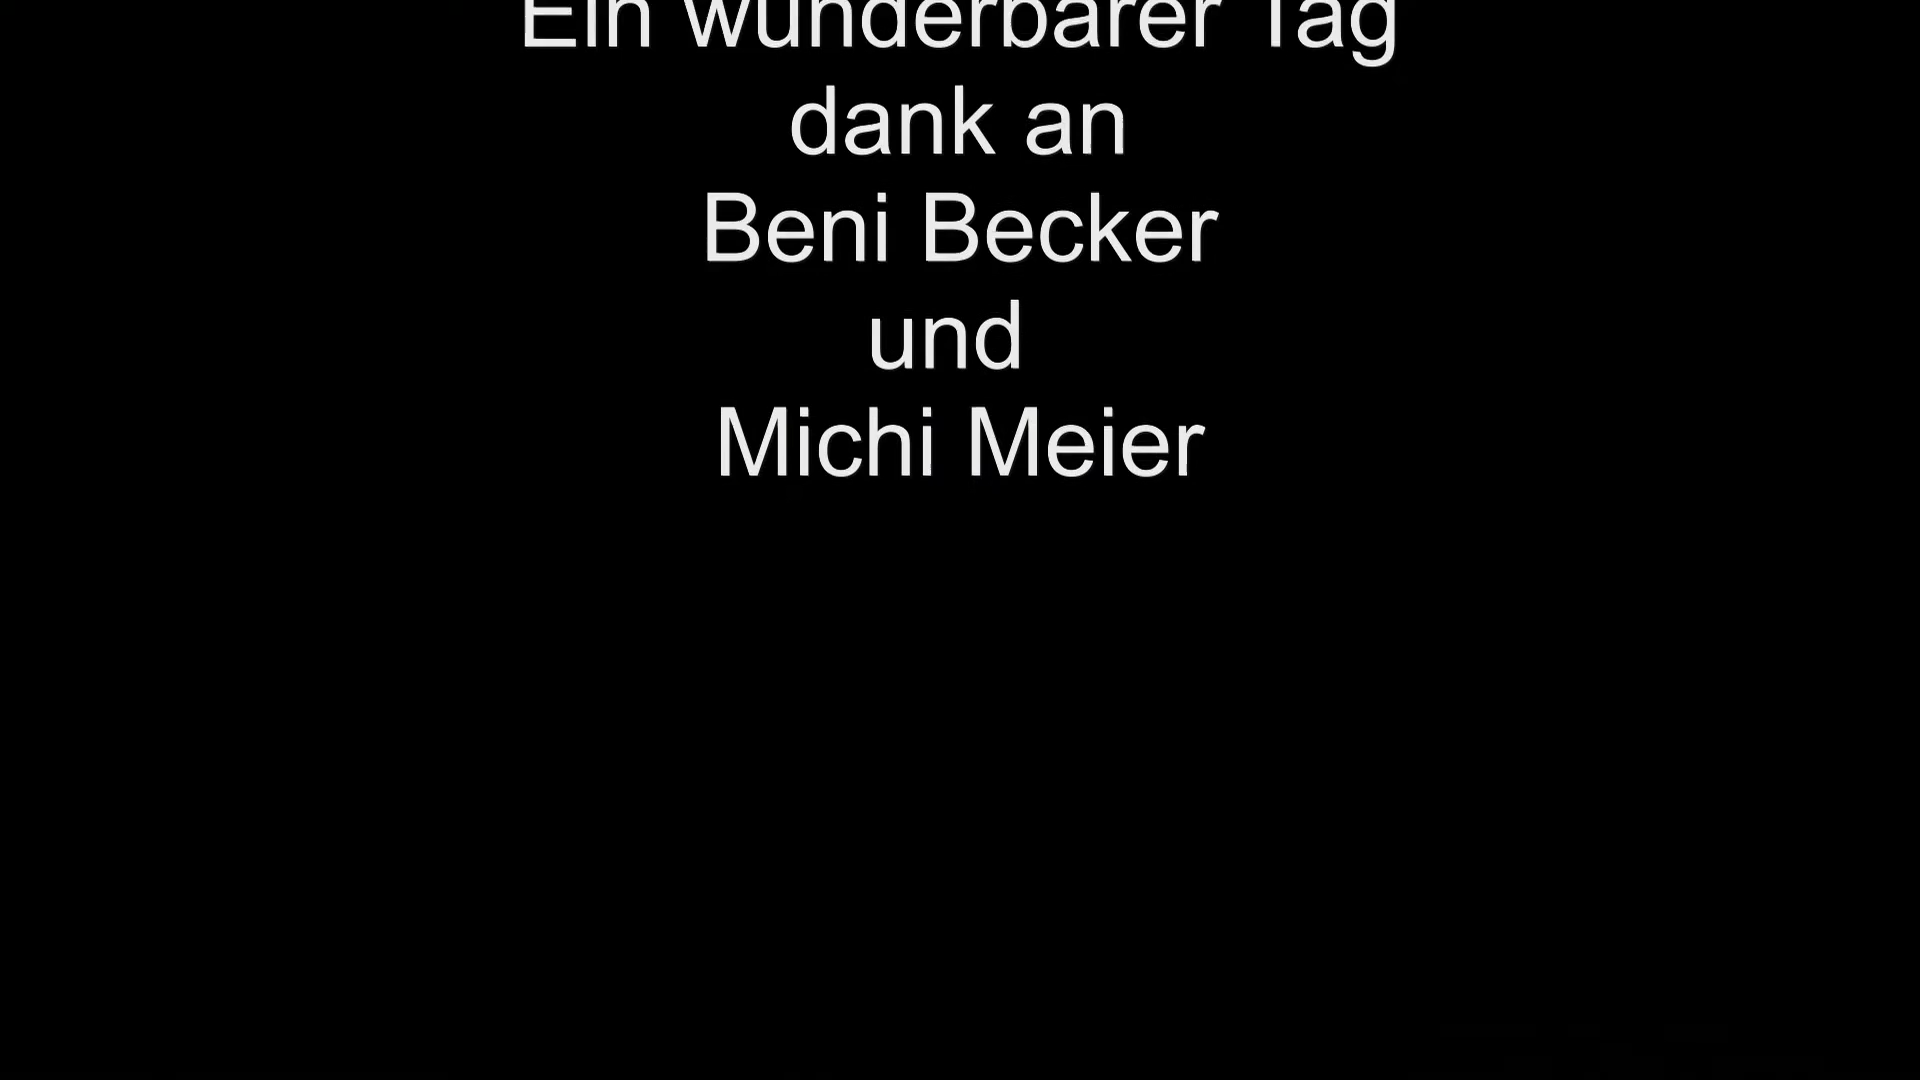 Ein wunderbarer Tag
dank an
Beni Becker
und
Michi Meier